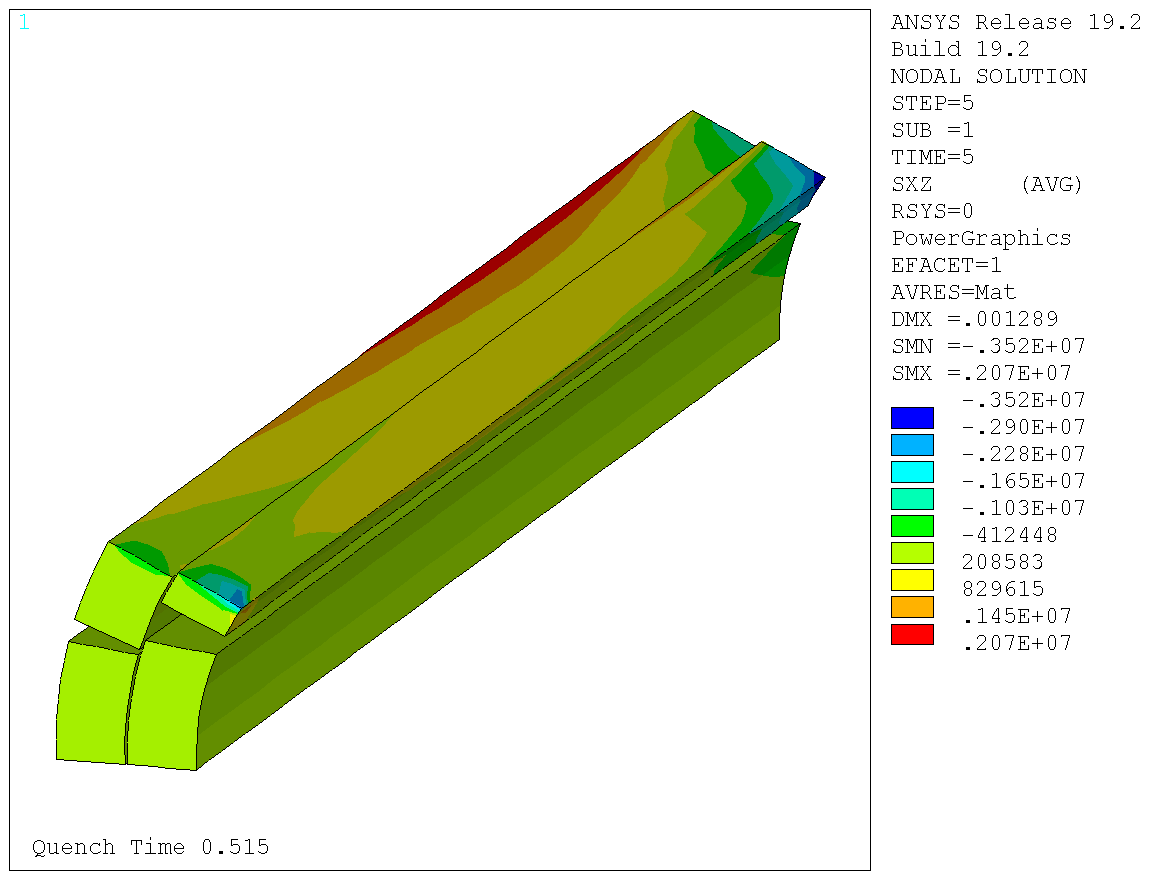 1
ANSYS Release 19.2
Build 19.2
NODAL SOLUTION
STEP=5
SUB =1
TIME=5
SXZ (AVG)
RSYS=0
PowerGraphics
EFACET=1
AVRES=Mat
DMX =.001289
SMN =-.352E+07
SMX =.207E+07
-.352E+07
-.290E+07
-.228E+07
-.165E+07
-.103E+07
-412448
208583
829615
.145E+07
.207E+07
Quench Time 0.515